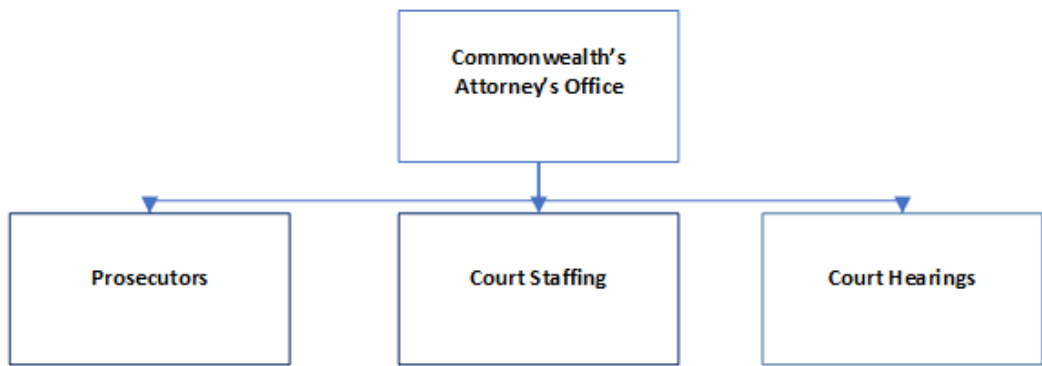 Commonwealth’s
Attorney’s Office
Prosecutors
Court Staffing
Court Hearings